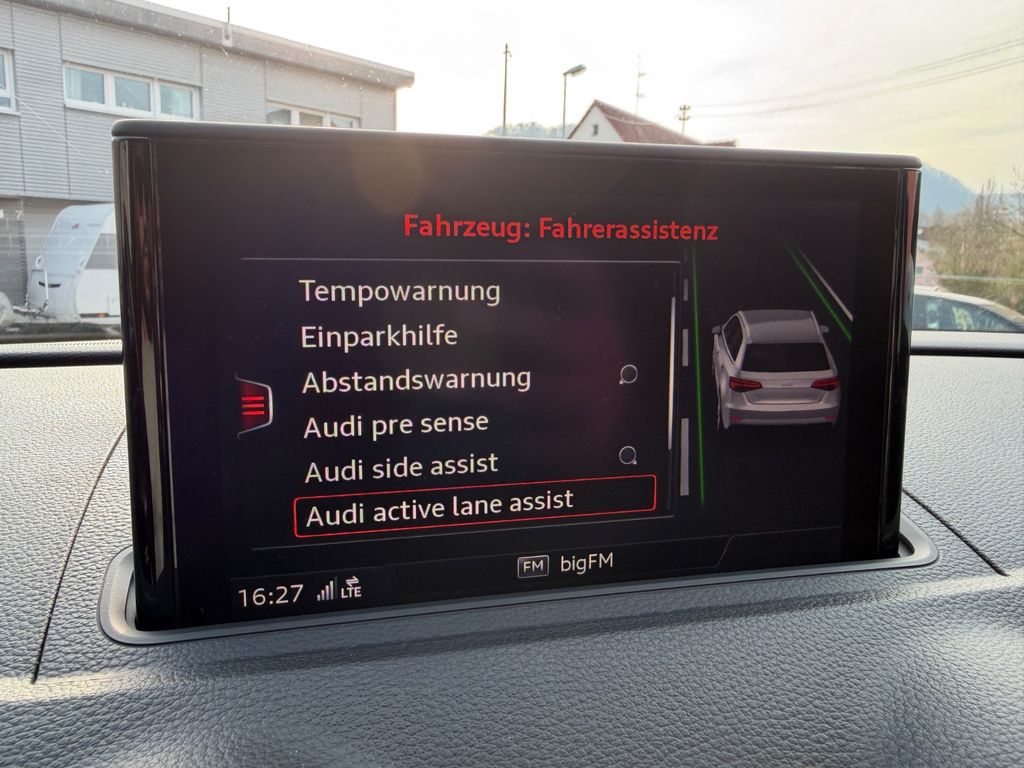 Fahrzeug: Fahrerassistenz
Tempowarnung
Einparkhilfe
Abstandswarnung
Audi pre sense
Audi side assist
Audi active lane assist
FM bigFM
16:27 LTE